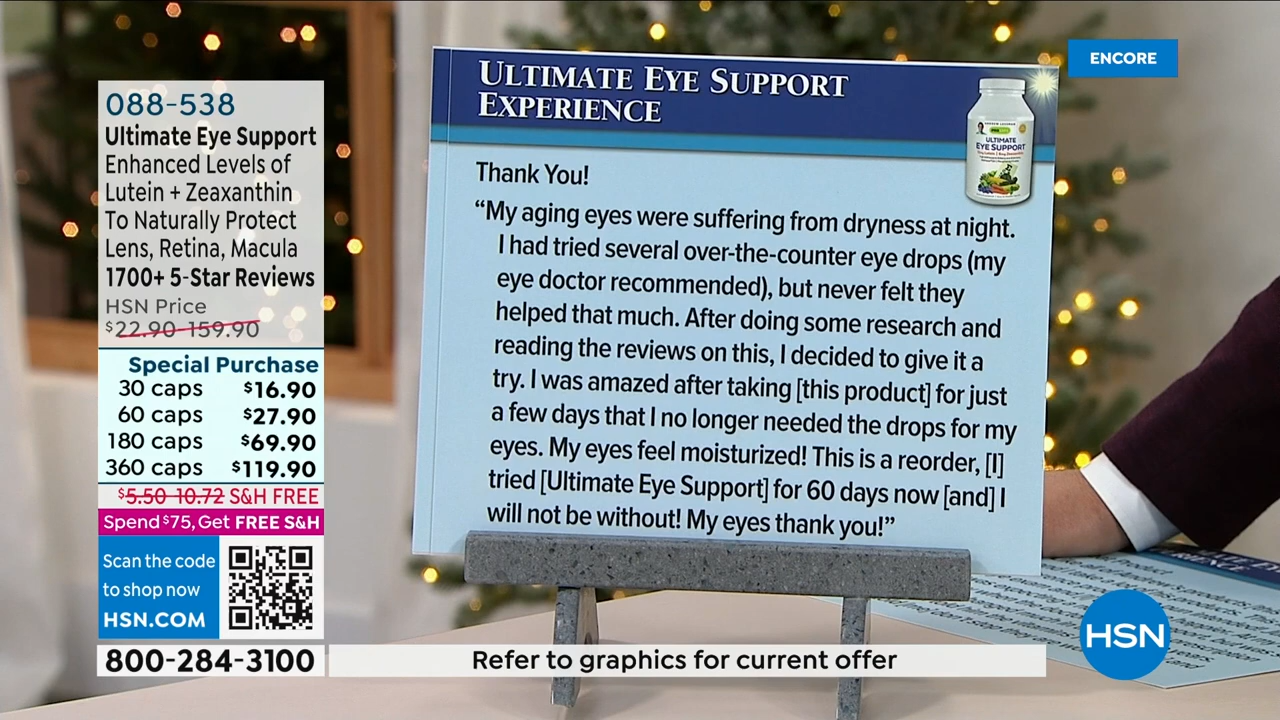 ENCORE
088-538
Ultimate Eye Support
Enhanced Levels of
Lutein + Zeaxanthin
To Naturally Protect
Lens, Retina, Macula
1700+ 5-Star Reviews
HSN Price
$22.90-159.90
Special Purchase
30 caps $16.90
60 caps $27.90
180 caps $69.90
360 caps $119.90
$5.50-10.72 S&H FREE
Spend $75, Get FREE S&H
Scan the code
to shop now
HSN.COM
800-284-3100
Refer to graphics for current offer
ULTIMATE EYE SUPPORT
EXPERIENCE
ULTIMATE
EYE SUPPORT
Thank You!
“My aging eyes were suffering from dryness at night.
I had tried several over-the-counter eye drops (my
eye doctor recommended), but never felt they
helped that much. After doing some research and
reading the reviews on this, I decided to give it a
try. I was amazed after taking [this product] for just
a few days that I no longer needed the drops for my
eyes. My eyes feel moisturized! This is a reorder, [I]
tried [Ultimate Eye Support] for 60 days now [and] I
will not be without! My eyes thank you!”
HSN